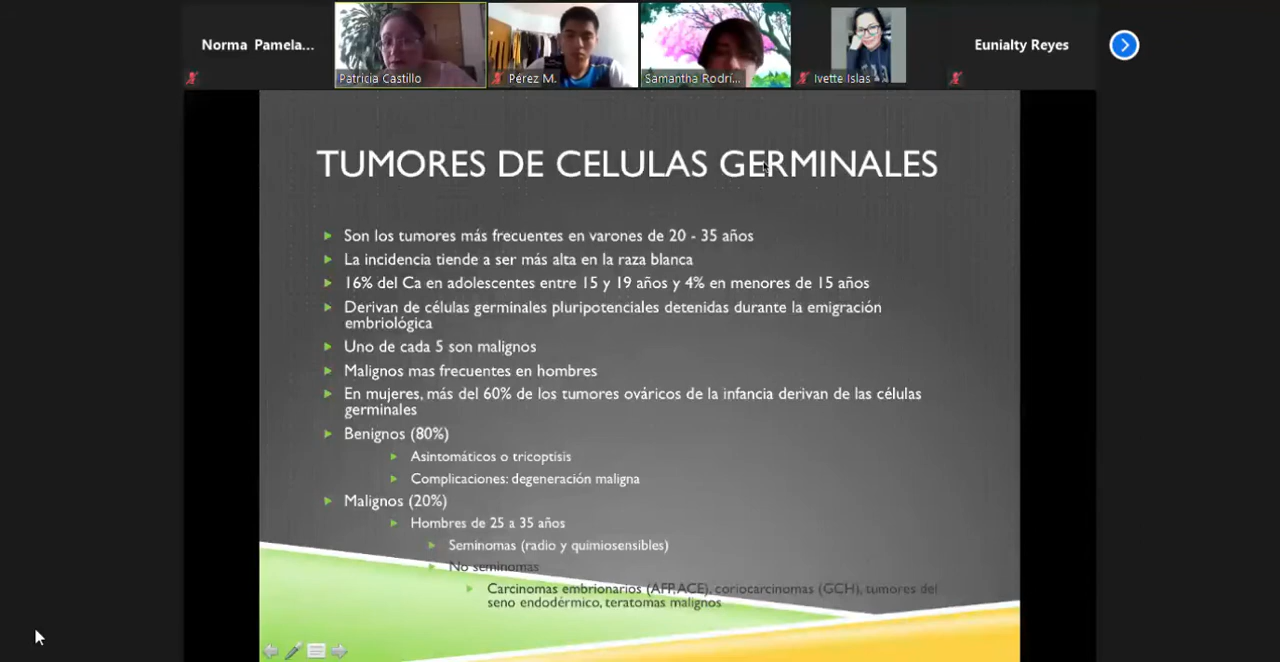 Norma Pamela...
Patricia Castillo
Pérez M.
Samantha Rodrí...
Ivette Islas
Eunialty Reyes
TUMORES DE CELULAS GERMINALES
Son los tumores más frecuentes en varones de 20 - 35 años
La incidencia tiende a ser más alta en la raza blanca
16% del Ca en adolescentes entre 15 y 19 años y 4% en menores de 15 años
Derivan de células germinales pluripotenciales detenidas durante la emigración
embriológica
Uno de cada 5 son malignos
Malignos mas frecuentes en hombres
En mujeres, más del 60% de los tumores ováricos de la infancia derivan de las células
germinales
Benignos (80%)
Asintomáticos o tricoptisis
Complicaciones: degeneración maligna
Malignos (20%)
Hombres de 25 a 35 años
Seminomas (radio y quimiosensibles)
No seminomas
Carcinomas embrionarios (AFP,ACE), coriocarcinomas (GCH), tumores del
seno endodérmico, teratomas malignos